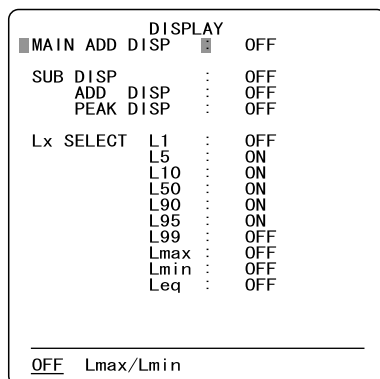 DISPLAY
MAIN ADD DISP : OFF
SUB DISP : OFF
ADD DISP : OFF
PEAK DISP : OFF
Lx SELECT L1 : OFF
L5 : ON
L10 : ON
L50 : ON
L90 : ON
L95 : ON
L99 : OFF
Lmax : OFF
Lmin : OFF
Leq : OFF
OFF Lmax/Lmin